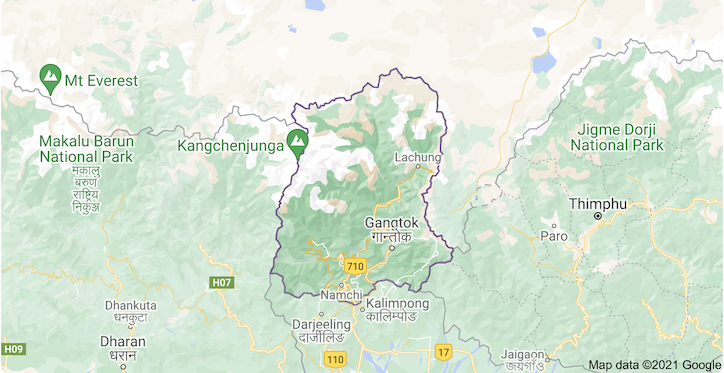 Mt Everest
Makalu Barun
National Park
मकालु
बरुण
राष्ट्रिय
निकुञ्ज
Kangchenjunga
Lachung
Jigme Dorji
National Park
Thimphu
Paro
Gangtok
गान्तोक
710
H07
Namchi
Kalimpong
कालिम्पोङ
Dhankuta
धनकुटा
Darjeeling
दार्जीलिङ
Dharan
धरान
H09
110
17
Jaigaon
जयगाँउ
Map data ©2021 Google